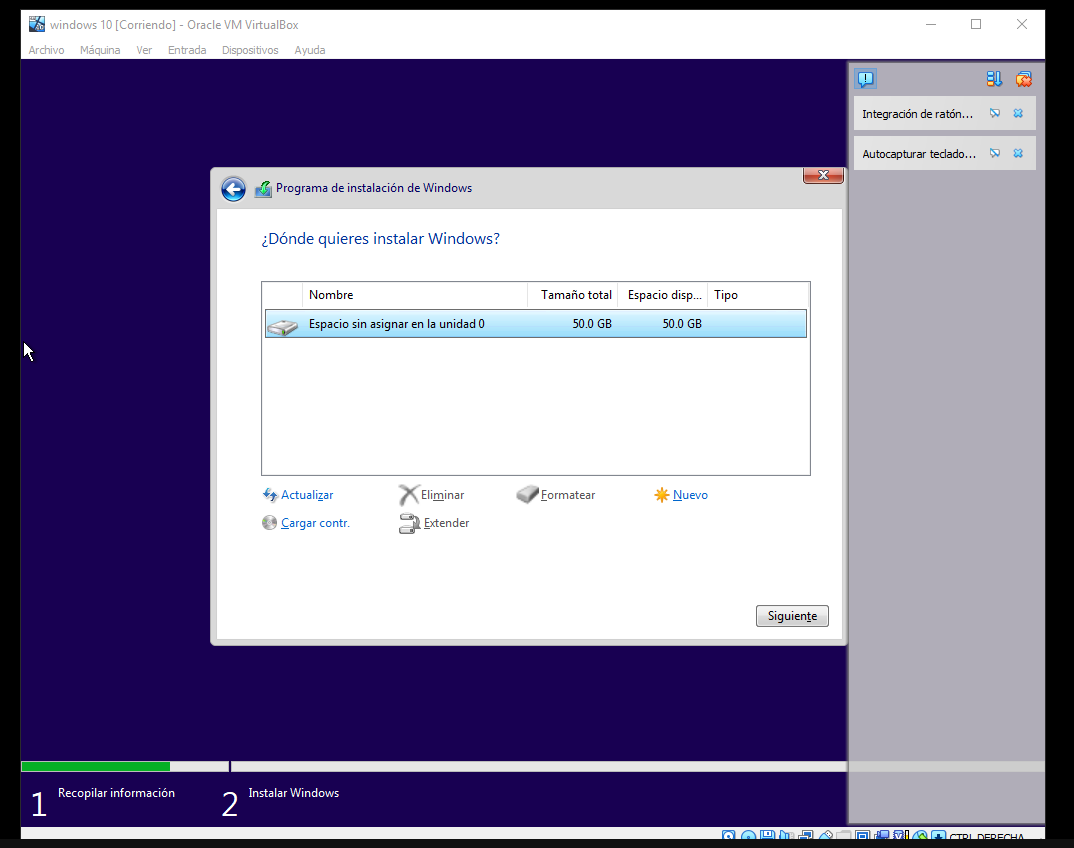 windows 10 [Corriendo] - Oracle VM VirtualBox
Archivo Máquina Ver Entrada Dispositivos Ayuda
Integración de ratón...
Autocapturar teclado...
Programa de instalación de Windows
¿Dónde quieres instalar Windows?
Nombre Tamaño total Espacio disp... Tipo
Espacio sin asignar en la unidad 0 50.0 GB 50.0 GB
Actualizar Eliminar Formatear Nuevo
Cargar contr. Extender
Siguiente
1 Recopilar información 2 Instalar Windows
CTRL DERECHA